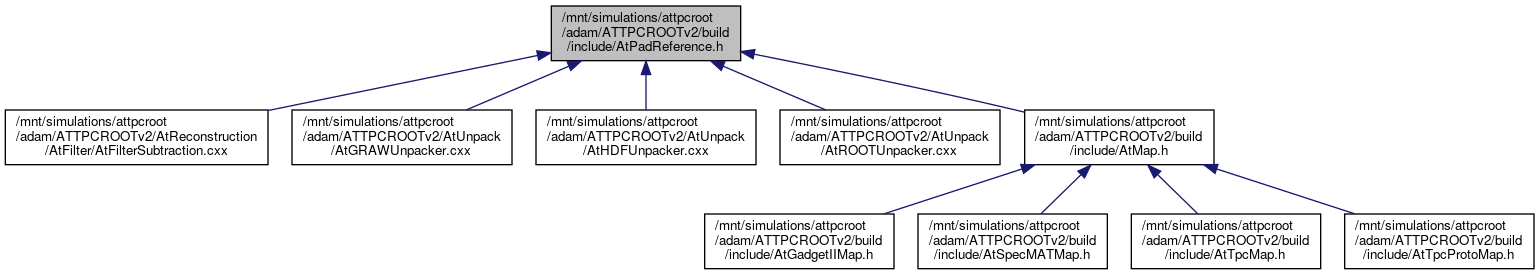 /mnt/simulations/attpcroot
/adam/ATTPCROOTv2/build
/include/AtPadReference.h
/mnt/simulations/attpcroot
/adam/ATTPCROOTv2/AtReconstruction
/AtFilter/AtFilterSubtraction.cxx
/mnt/simulations/attpcroot
/adam/ATTPCROOTv2/AtUnpack
/AtGRAWUnpacker.cxx
/mnt/simulations/attpcroot
/adam/ATTPCROOTv2/AtUnpack
/AtHDFUnpacker.cxx
/mnt/simulations/attpcroot
/adam/ATTPCROOTv2/AtUnpack
/AtROOTUnpacker.cxx
/mnt/simulations/attpcroot
/adam/ATTPCROOTv2/build
/include/AtMap.h
/mnt/simulations/attpcroot
/adam/ATTPCROOTv2/build
/include/AtGadgetIIMap.h
/mnt/simulations/attpcroot
/adam/ATTPCROOTv2/build
/include/AtSpecMATMap.h
/mnt/simulations/attpcroot
/adam/ATTPCROOTv2/build
/include/AtTpcMap.h
/mnt/simulations/attpcroot
/adam/ATTPCROOTv2/build
/include/AtTpcProtoMap.h